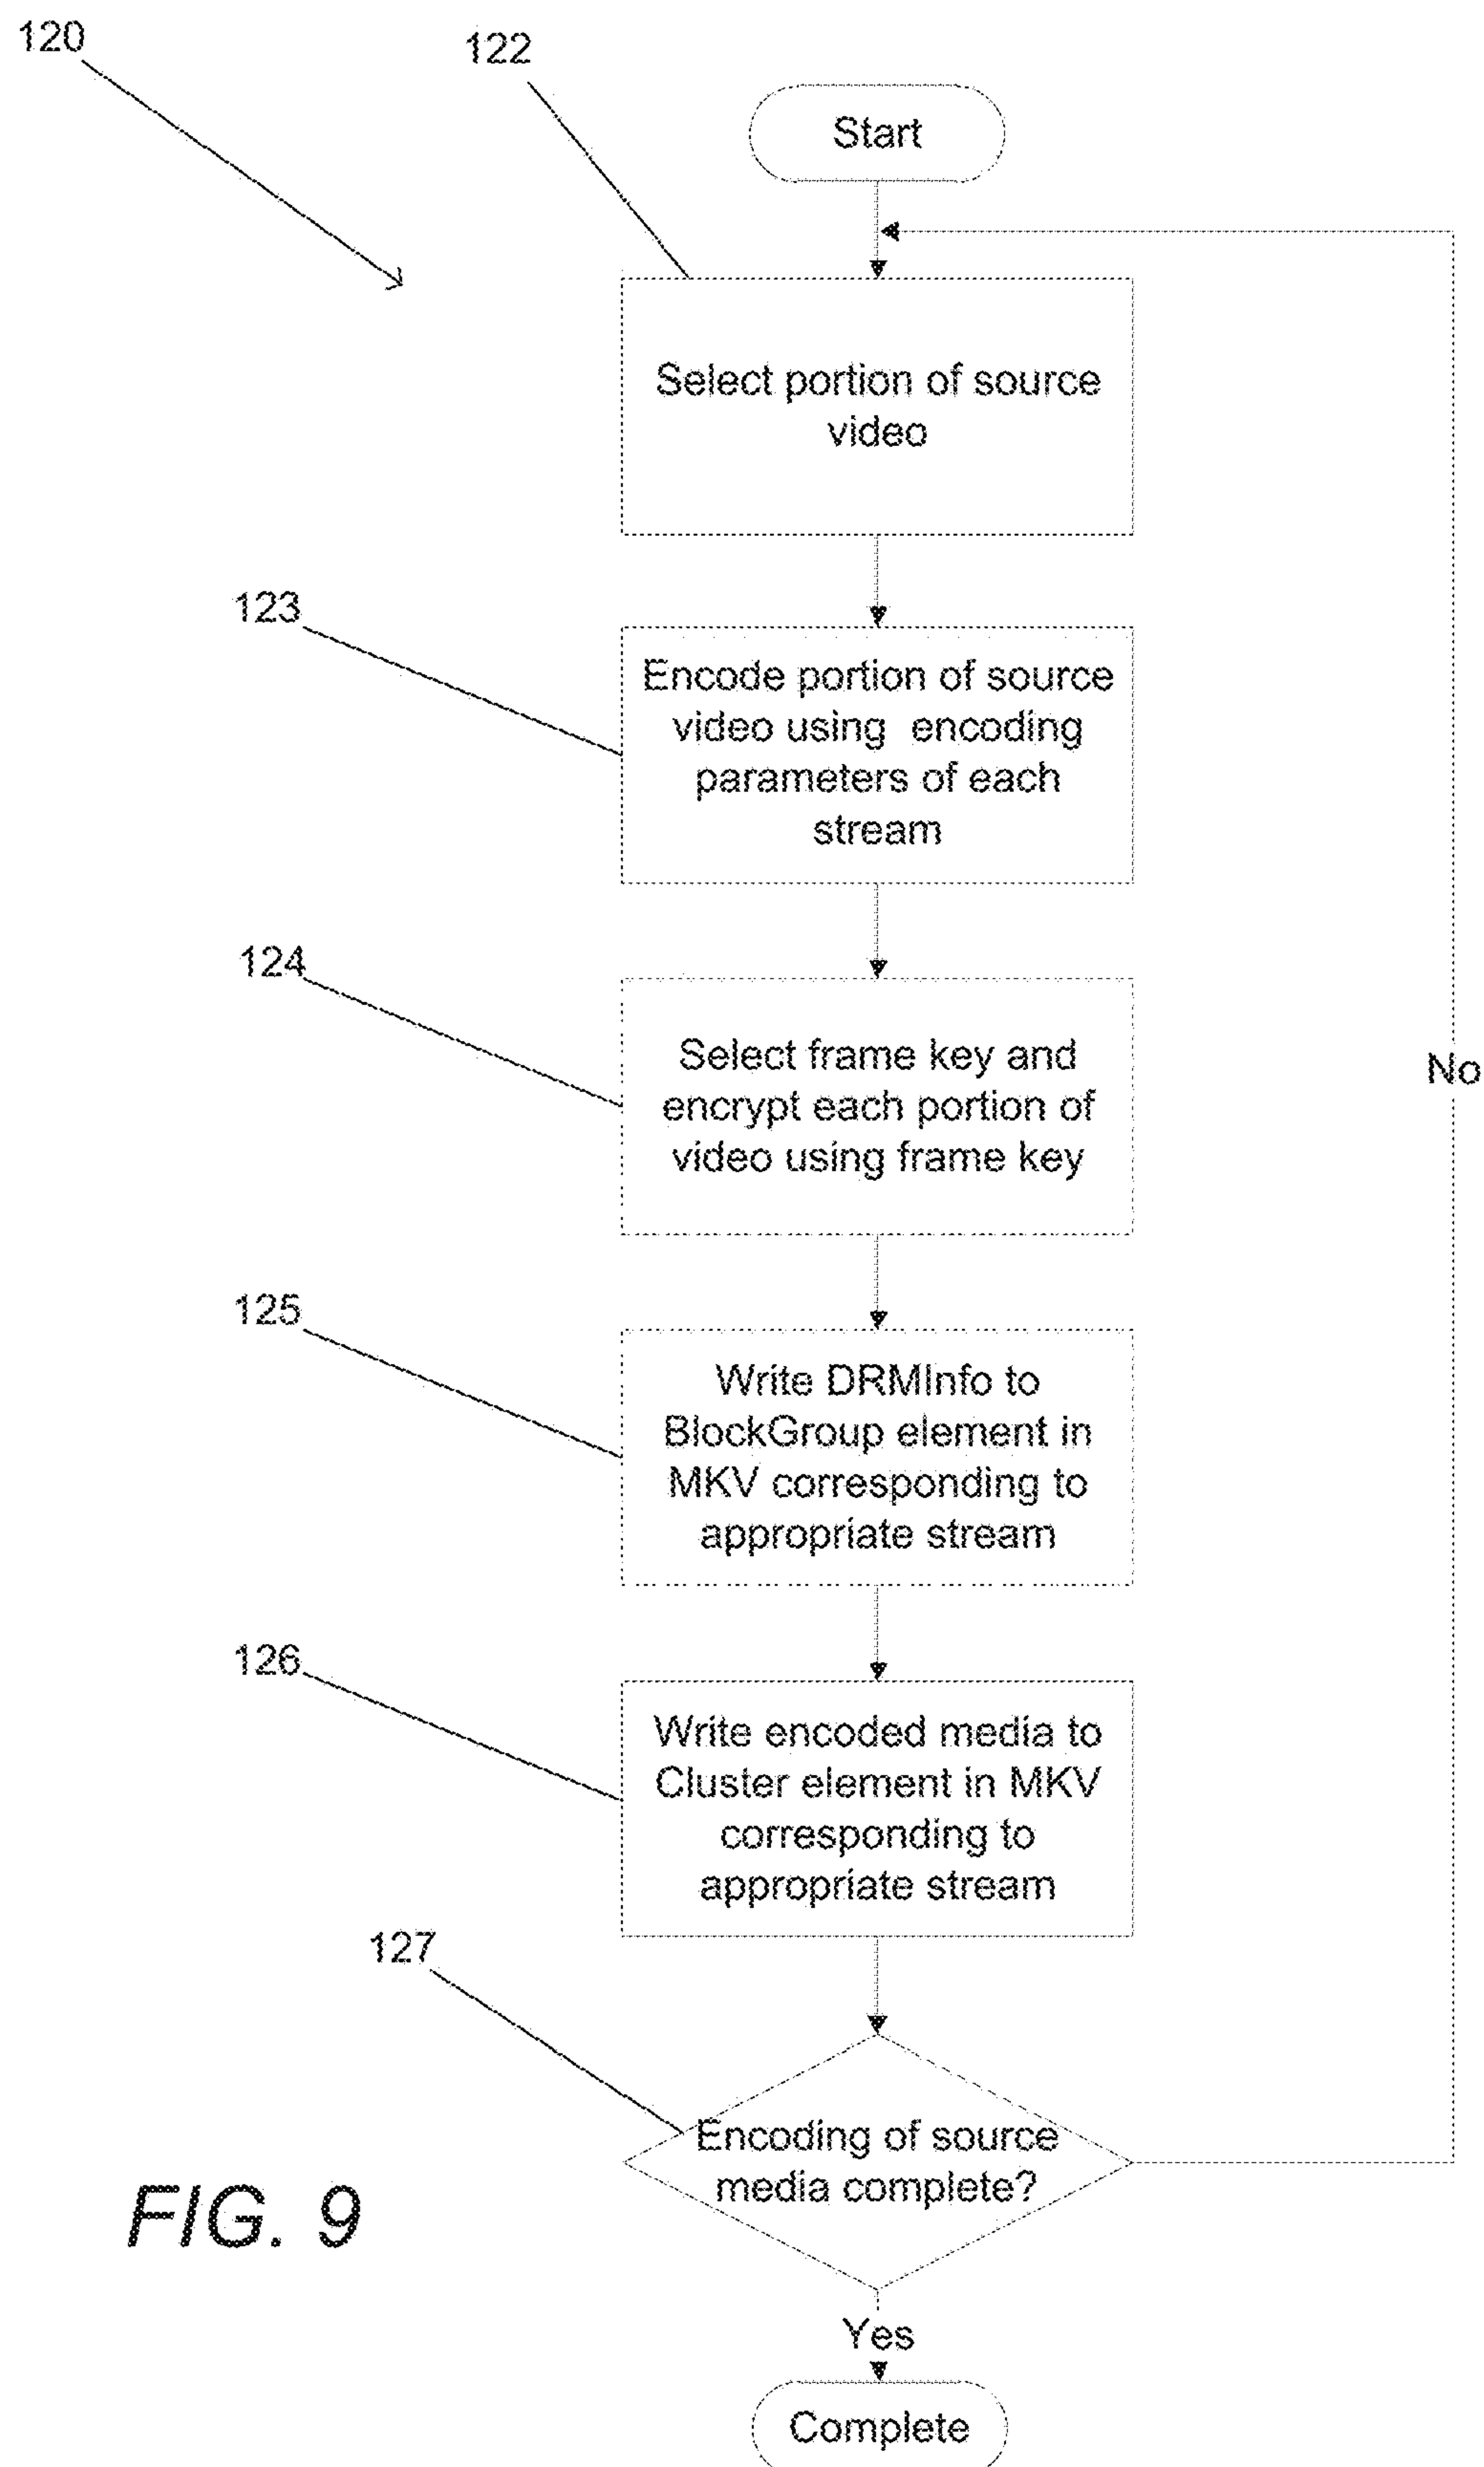 120
122
Start
Select portion of source
video
123
Encode portion of source
video using encoding
parameters of each
stream
124
Select frame key and
encrypt each portion of
video using frame key
No
125
Write DRMInfo to
BlockGroup element in
MKV corresponding to
appropriate stream
126
Write encoded media to
Cluster element in MKV
corresponding to
appropriate stream
127
Encoding of source
media complete?
FIG. 9
Yes
Complete